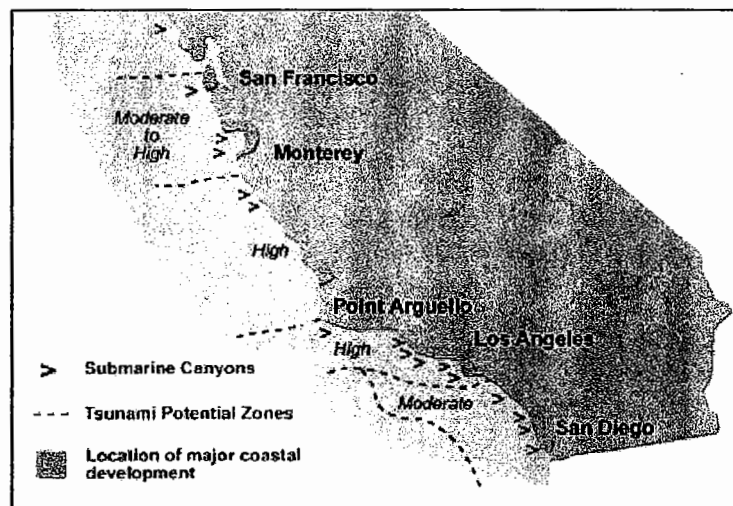 San Francisco
Moderate
to
High
Monterey
High
Point Arguello
Los Angeles
High
Submarine Canyons
Moderate
Tsunami Potential Zones
San Diego
Location of major coastal
development